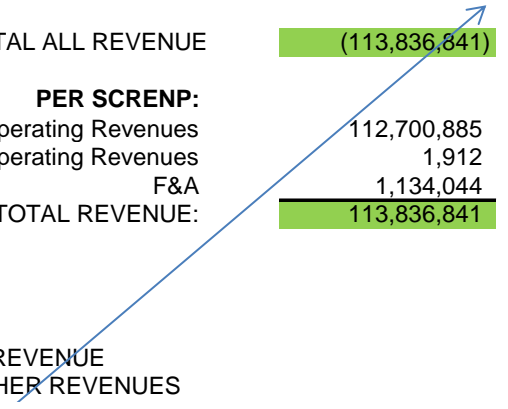 TAL ALL REVENUE (113,836,841)
PER SCRENP:
perating Revenues 112,700,885
perating Revenues 1,912
F&A 1,134,044
TOTAL REVENUE: 113,836,841
REVENUE
HER REVENUES